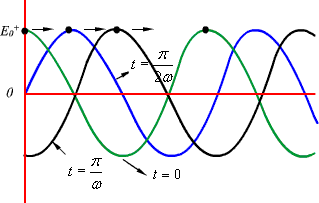 E₀⁺
t = π/2ω
0
t = π/ω
t = 0